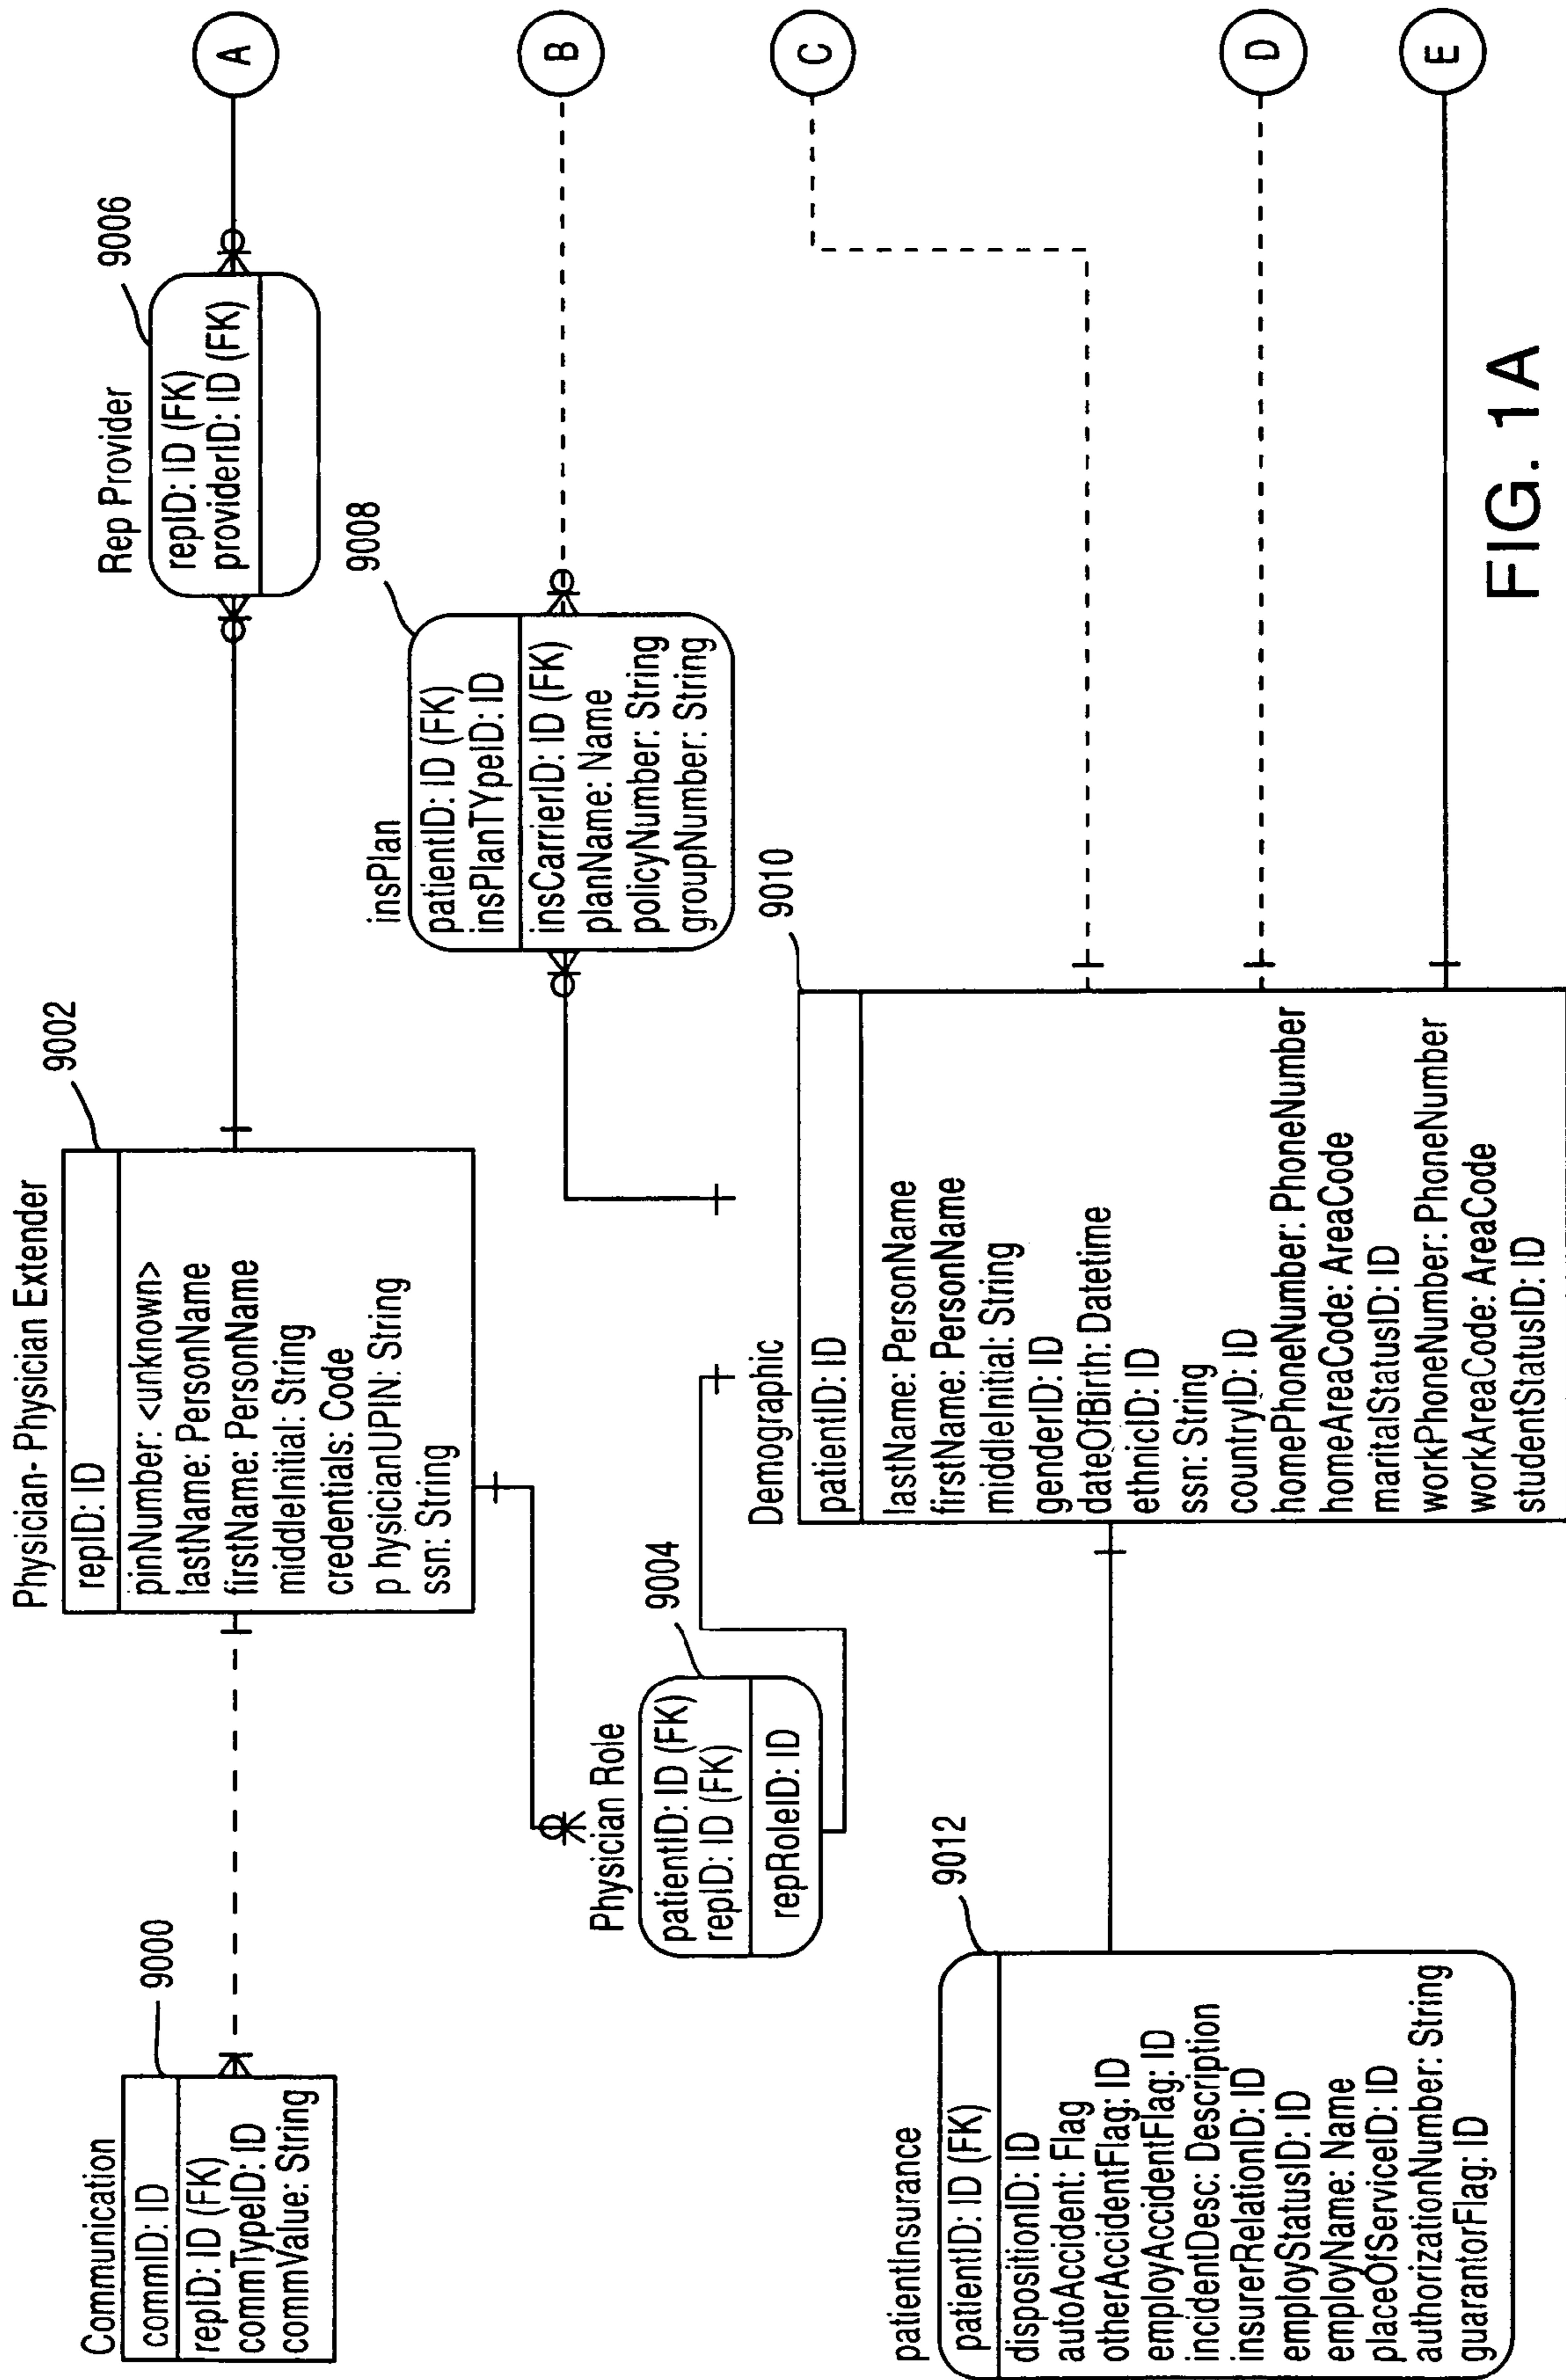 Communication
9000
commID: ID
repID: ID (FK)
commTypeID: ID
commValue: String
Physician- Physician Extender
9002
repID: ID
pinNumber: <unknown>
lastName: PersonName
firstName: PersonName
middleInitial: String
credentials: Code
p hysicianUPIN: String
ssn: String
Rep Provider
9006
repID: ID (FK)
providerID: ID (FK)
A
Physician Role
9004
patientID: ID (FK)
repID: ID (FK)
repRoleID: ID
insPlan
9008
patientID: ID (FK)
insPlanTYpeID: ID
insCarrierID: ID (FK)
planName: Name
policyNumber: String
groupNumber: String
B
patientInsurance
9012
patientID: ID (FK)
dispositionID: ID
autoAccident: Flag
otherAccidentFlag: ID
employAccidentFlag: ID
incidentDesc: Description
insurerRelationID: ID
employStatusID: ID
employName: Name
placeOfServiceID: ID
authorizationNumber: String
guarantorFlag: ID
Demographic
9010
patientID: ID
lastName: PersonName
firstName: PersonName
middleInitial: String
genderID: ID
dateOfBirth: Datetime
ethnicID: ID
ssn: String
countryID: ID
homePhoneNumber: PhoneNumber
homeAreaCode: AreaCode
maritalStatusID: ID
workPhoneNumber: PhoneNumber
workAreaCode: AreaCode
studentStatusID: ID
C
D
E
FIG. 1A